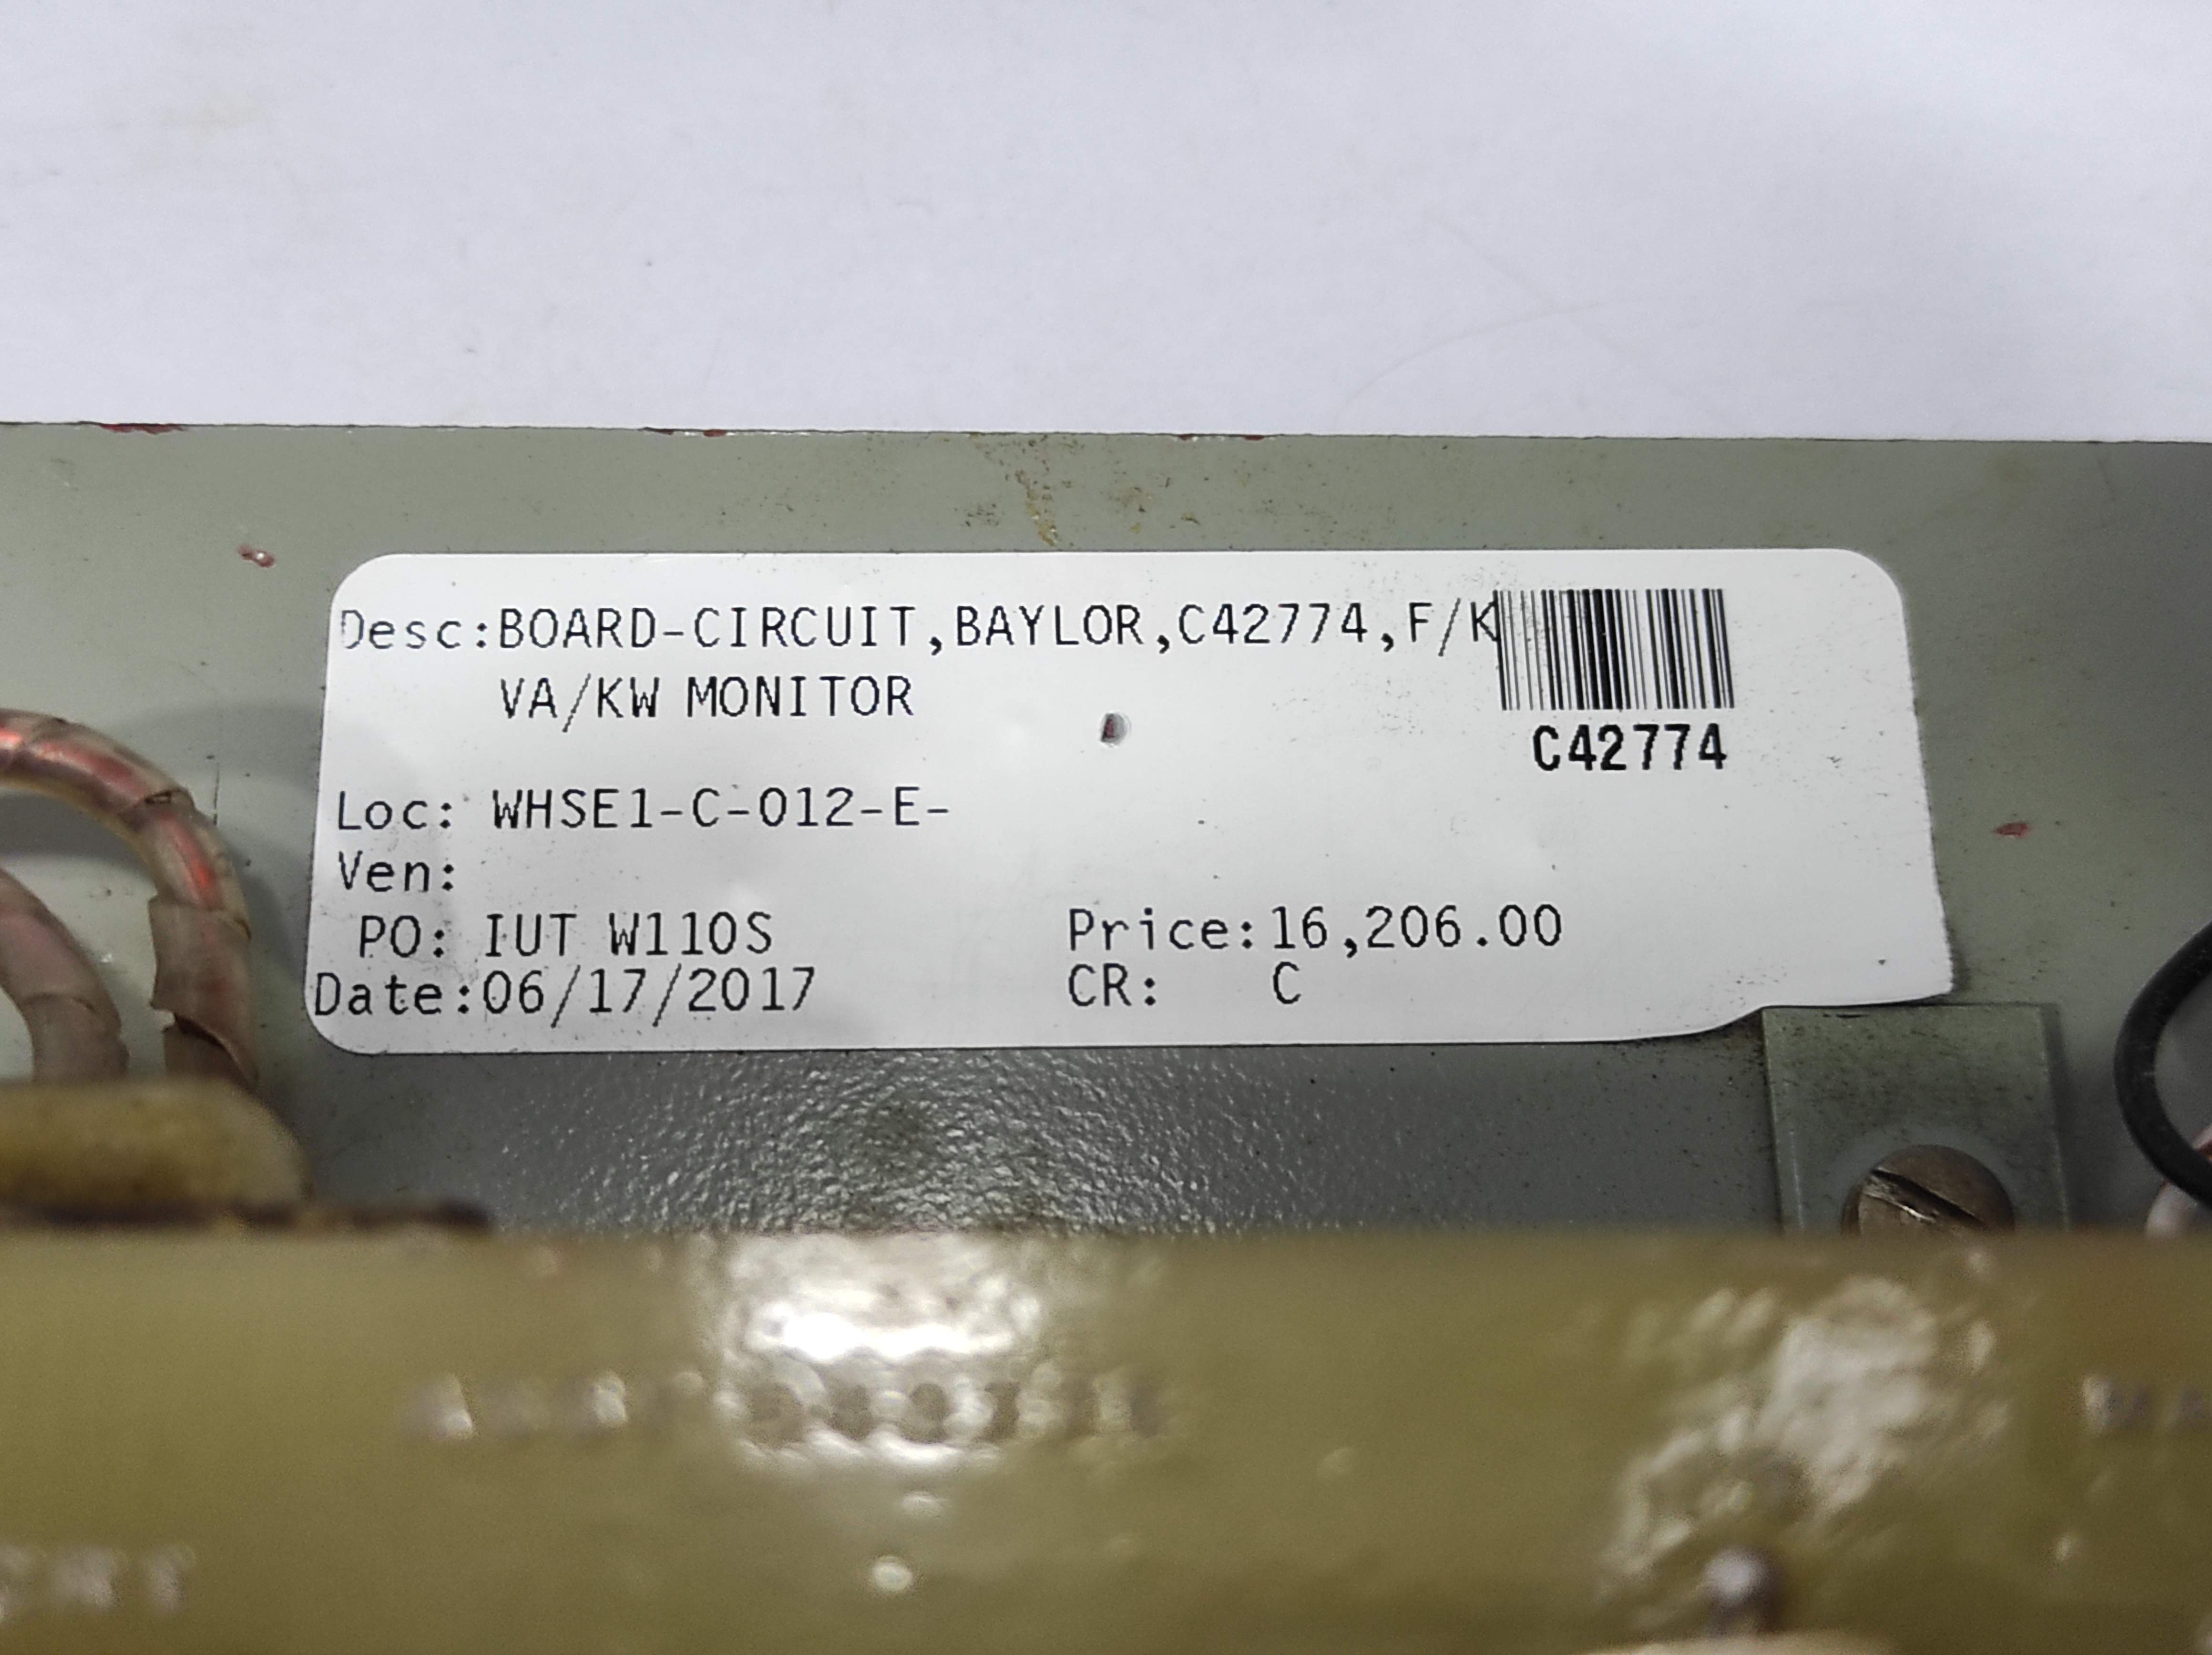 Desc:BOARD-CIRCUIT,BAYLOR,C42774,F/K
VA/KW MONITOR
C42774
Loc: WHSE1-C-012-E-
Ven:
PO: IUT W110S
Price:16,206.00
Date:06/17/2017
CR: C